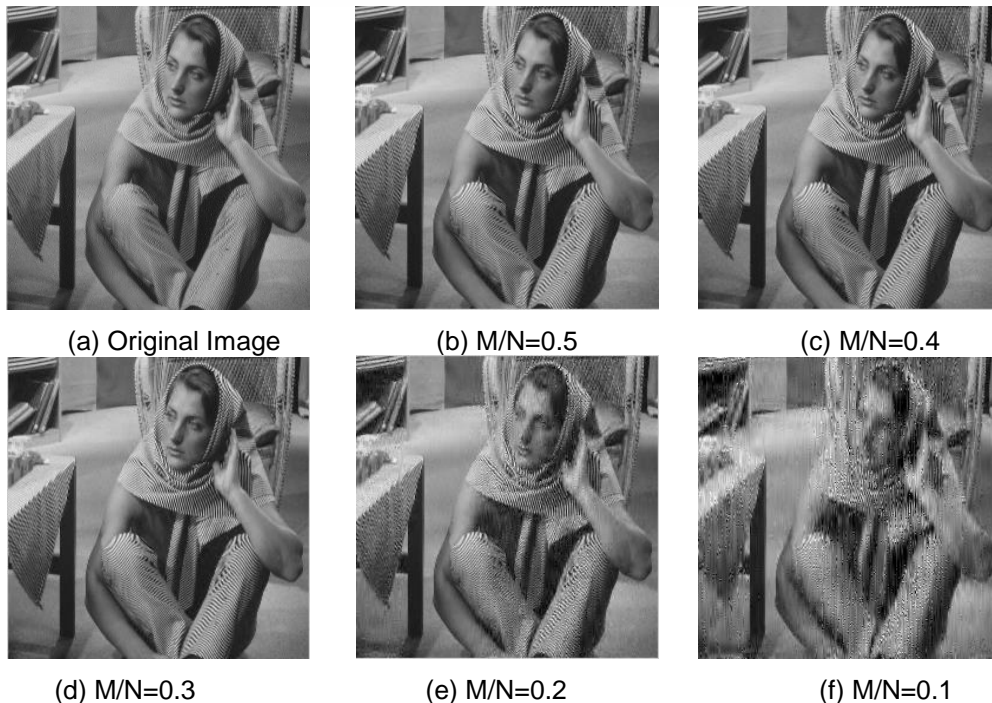 (a) Original Image
(b) M/N=0.5
(c) M/N=0.4
(d) M/N=0.3
(e) M/N=0.2
(f) M/N=0.1